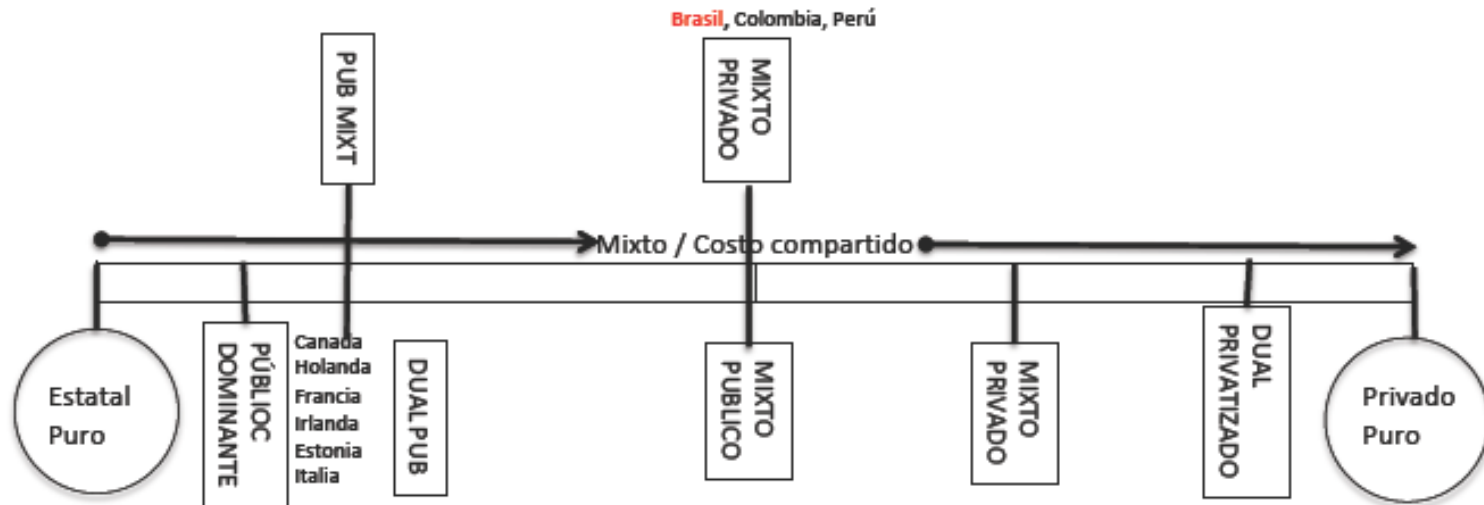 Brasil, Colombia, Perú
PUB MIXT
MIXTO
PRIVADO
Mixto / Costo compartido
Estatal
Puro
PÚBLIOC
DOMINANTE
Canada
Holanda
Francia
Irlanda
Estonia
Italia
DUAL PUB
MIXTO
PUBLICO
MIXTO
PRIVADO
DUAL
PRIVATIZADO
Privado
Puro